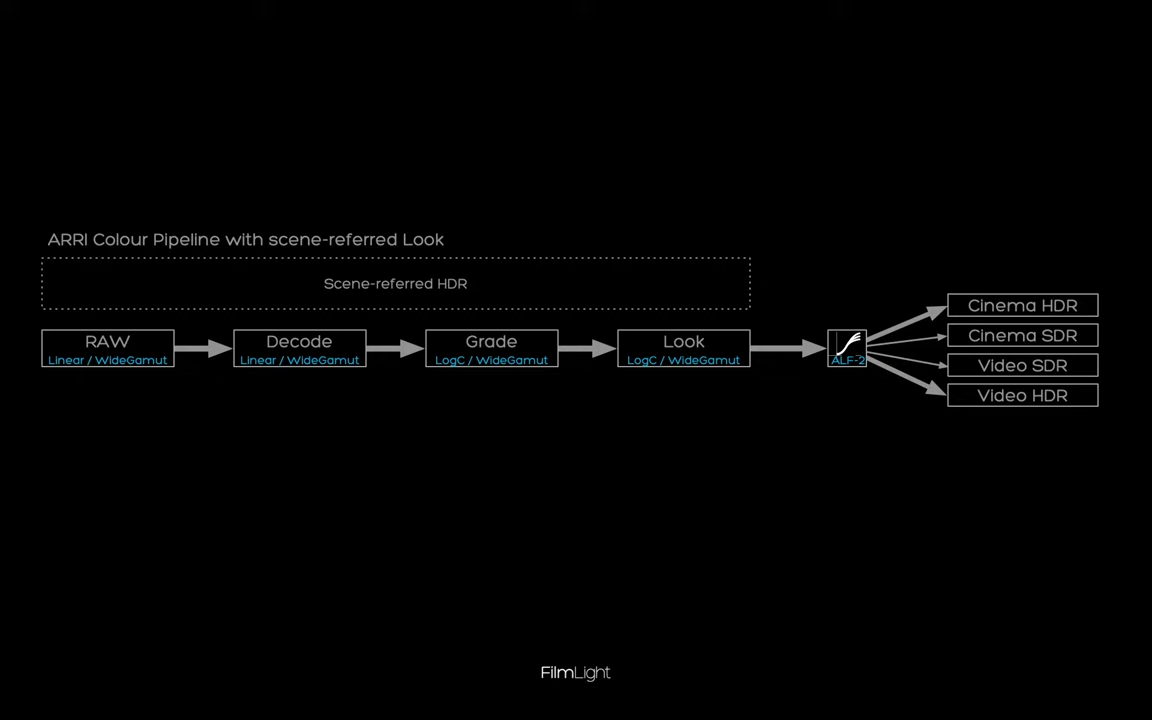 ARRI Colour Pipeline with scene-referred Look
Scene-referred HDR
RAW
Linear / WideGamut
Decode
Linear / WideGamut
Grade
LogC / WideGamut
Look
LogC / WideGamut
ALF-2
Cinema HDR
Cinema SDR
Video SDR
Video HDR
FilmLight